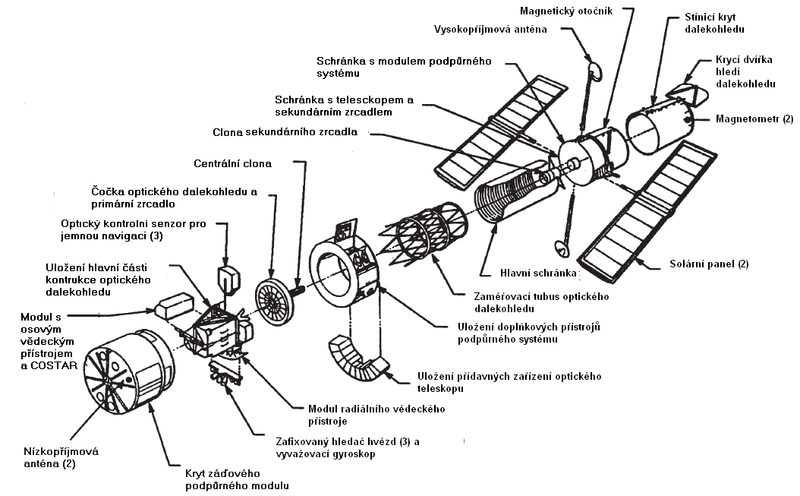 Magnetický otočník
Vysokopříjmová anténa
Stínicí kryt
dalekohledu
Krycí dvířka
hledí
dalekohledu
Magnetometr (2)
Schránka s modulem podpůrného
systému
Schránka s telesckopem a
sekundárním zrcadlem
Clona sekundárního zrcadla
Centrální clona
Čočka optického dalekohledu a
primární zrcadlo
Optický kontrolni senzor pro
jemnou navigaci (3)
Uložení hlavní části
kontrukce optického
dalekohledu
Modul s
osovým
vědeckým
přístrojem
a COSTAR
Nízkopříjmová
anténa (2)
Kryt záďového
podpůrného modulu
Zafixovaný hledač hvězd (3) a
vyvažovací gyroskop
Modul radiálního vědeckého
přístroje
Uložení přídavných zařízení optického
teleskopu
Uložení doplňkových přístrojů
podpůrného systému
Zaměřovací tubus optického
dalekohledu
Hlavní schránka
Solární panel (2)